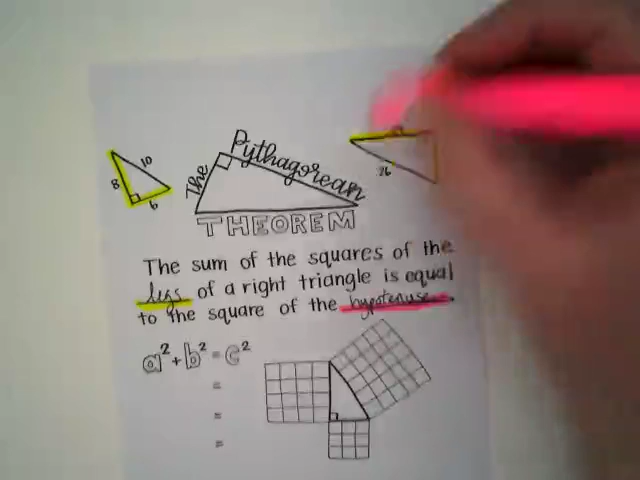 The Pythagorean
THEOREM
10
8
6
26
The sum of the squares of the
legs of a right triangle is equal
to the square of the hypotenuse.
a² + b² = c²
=
=
=